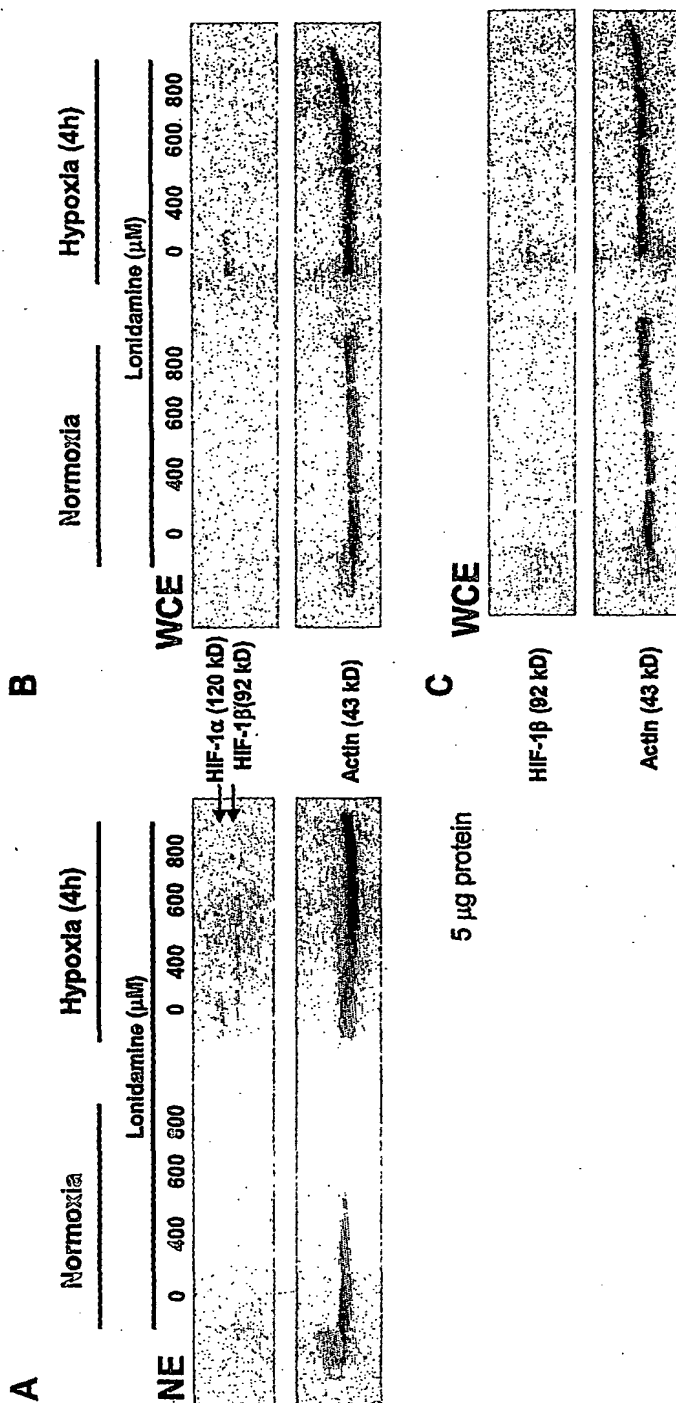 A
Normoxia Hypoxia (4h)
Lonidamine (µM)
NE 0 400 600 800 0 400 600 800
HIF-1α (120 kD)
HIF-1β(92 kD)
Actin (43 kD)
B
Normoxia Hypoxia (4h)
Lonidamine (µM)
WCE 0 400 600 800 0 400 600 800
5 µg protein
C
WCE
HIF-1β (92 kD)
Actin (43 kD)